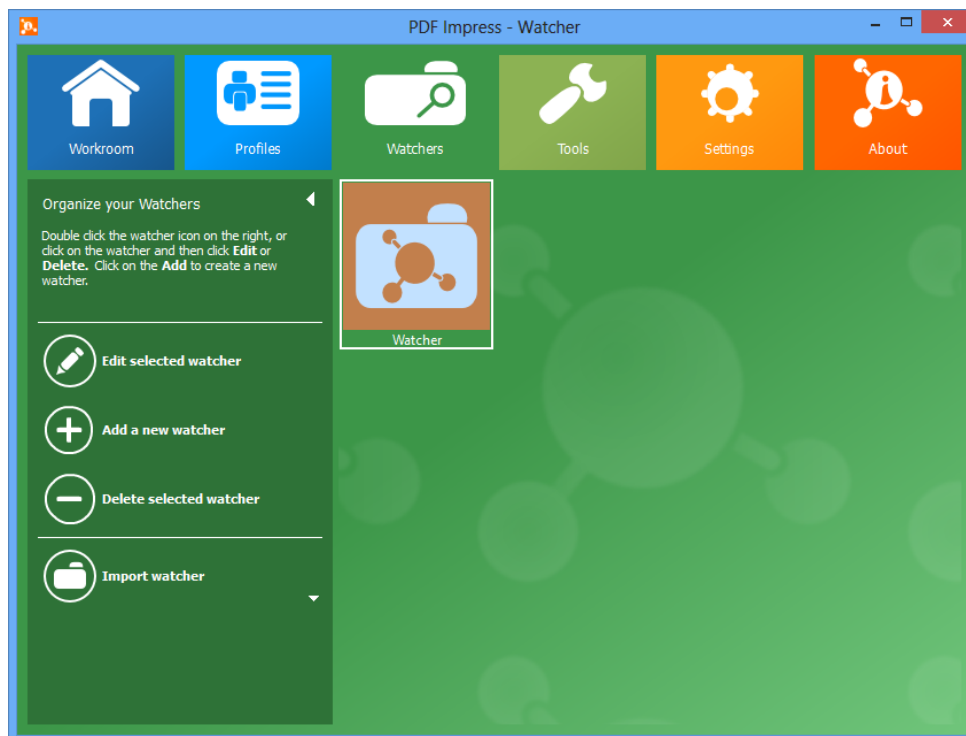 PDF Impress - Watcher
Workroom
Profiles
Watchers
Tools
Settings
About
Organize your Watchers
Double click the watcher icon on the right, or
click on the watcher and then click Edit or
Delete. Click on the Add to create a new
watcher.
Edit selected watcher
Add a new watcher
Delete selected watcher
Import watcher
Watcher